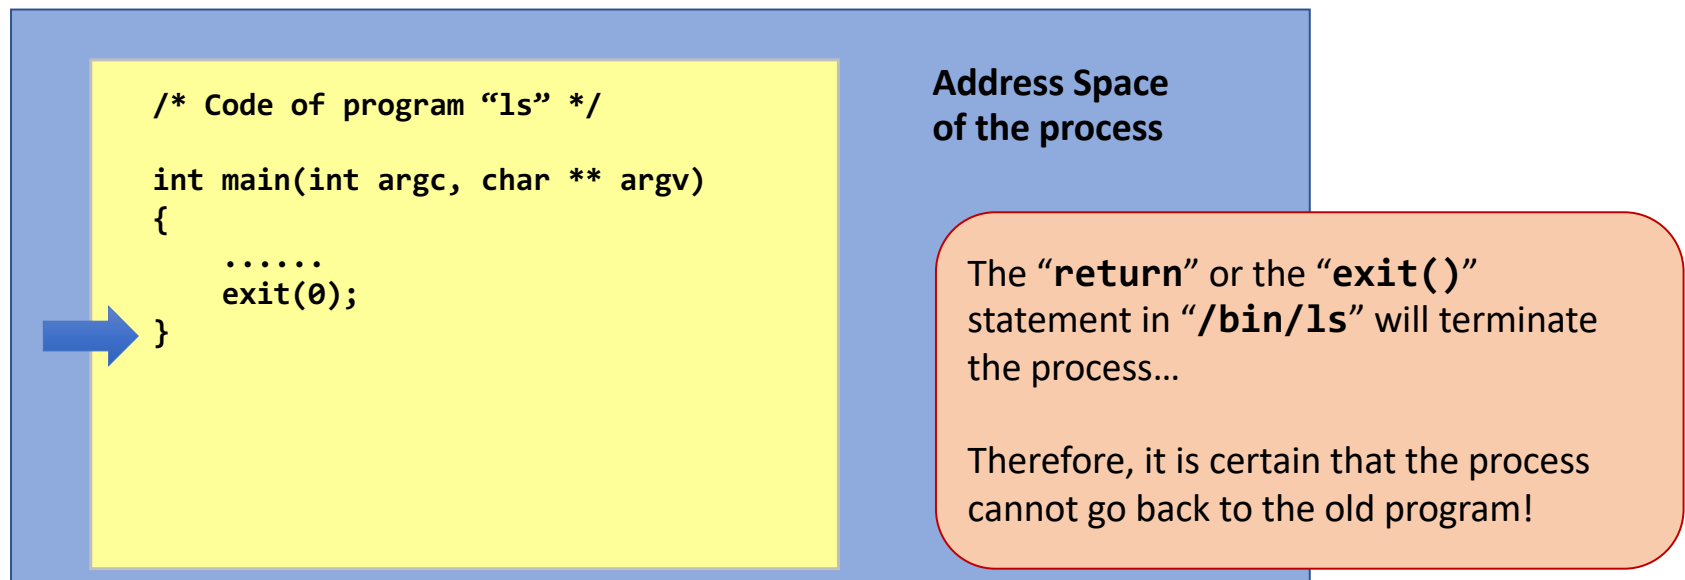 /* Code of program “ls” */
int main(int argc, char ** argv)
{
......
exit(0);
}
Address Space
of the process
The “return” or the “exit()”
statement in “/bin/ls” will terminate
the process…
Therefore, it is certain that the process
cannot go back to the old program!